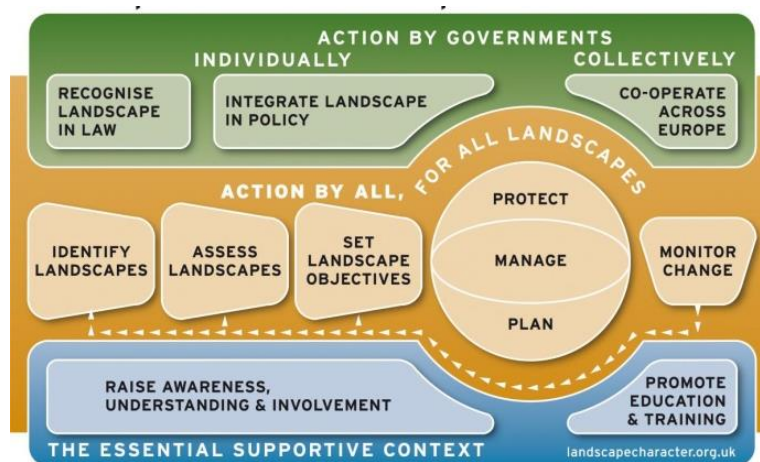 ACTION BY GOVERNMENTS
INDIVIDUALLY
COLLECTIVELY
RECOGNISE
LANDSCAPE
IN LAW
INTEGRATE LANDSCAPE
IN POLICY
CO-OPERATE
ACROSS
EUROPE
ACTION BY ALL, FOR ALL LANDSCAPES
IDENTIFY
LANDSCAPES
ASSESS
LANDSCAPES
SET
LANDSCAPE
OBJECTIVES
PROTECT
MANAGE
PLAN
MONITOR
CHANGE
RAISE AWARENESS,
UNDERSTANDING & INVOLVEMENT
PROMOTE
EDUCATION
& TRAINING
THE ESSENTIAL SUPPORTIVE CONTEXT
landscapecharacter.org.uk